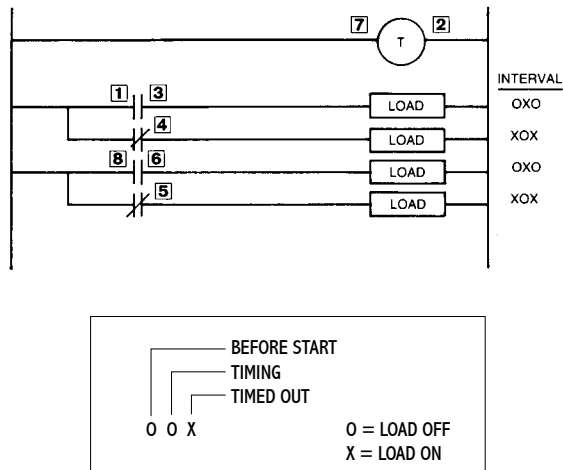 7 T 2
INTERVAL
1 3 LOAD OXO
4 LOAD XOX
8 6 LOAD OXO
5 LOAD XOX
BEFORE START
TIMING
TIMED OUT
O O X O = LOAD OFF
X = LOAD ON